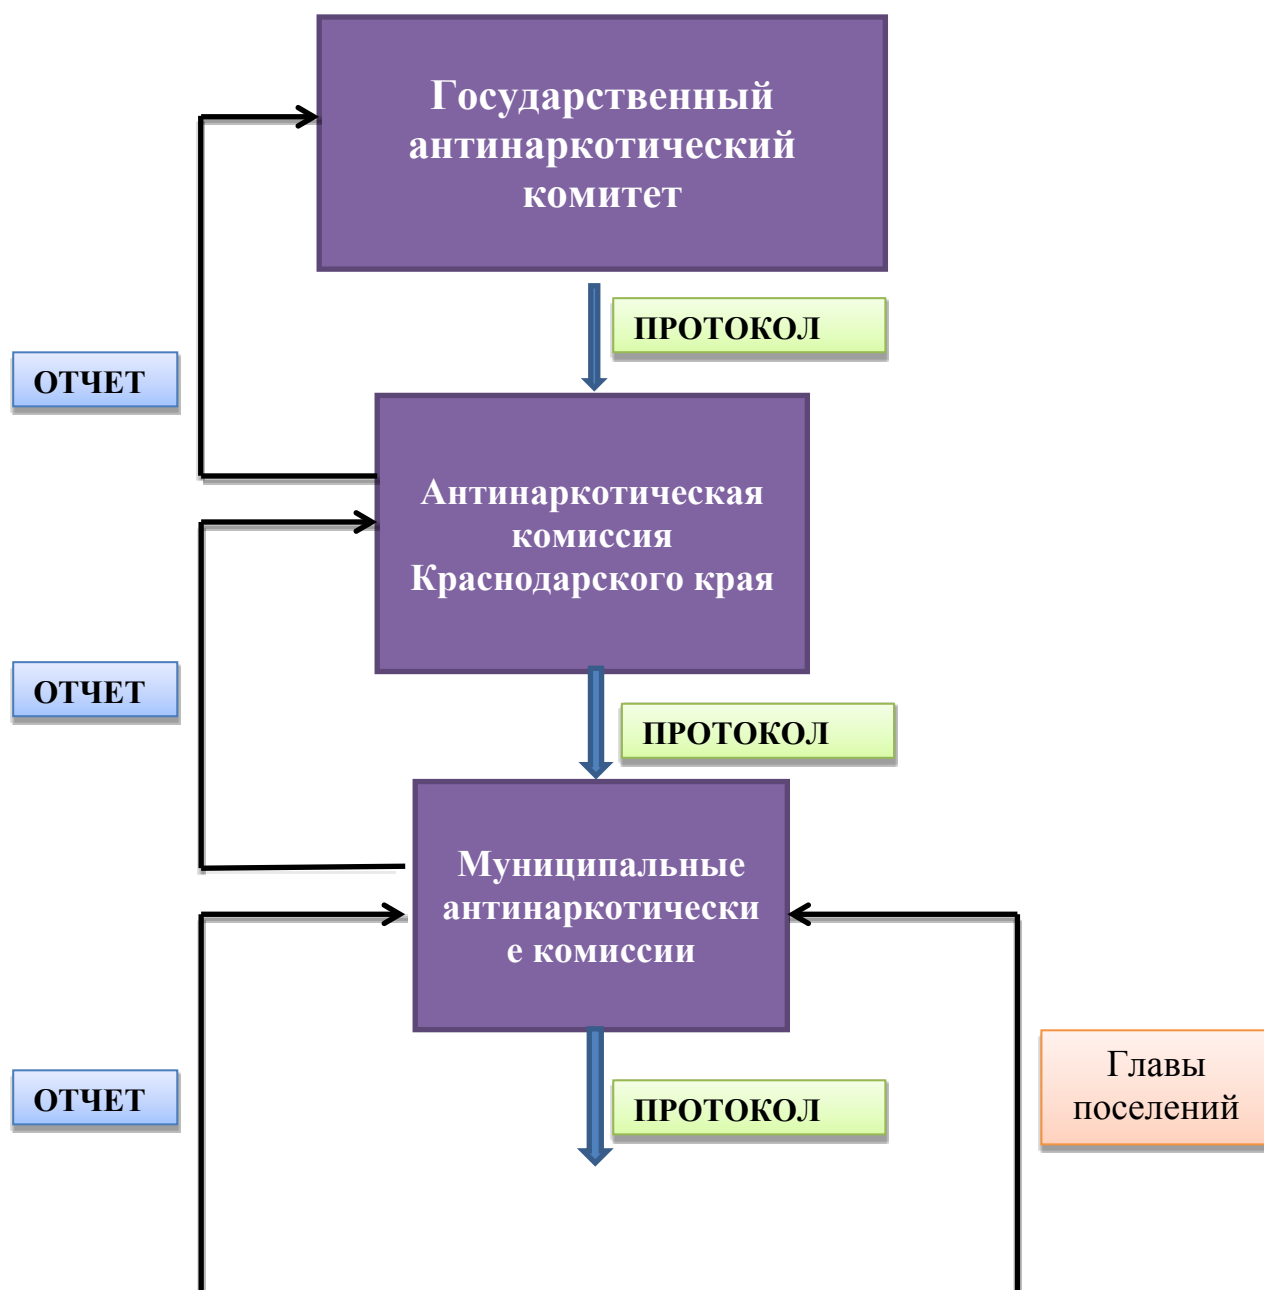 Государственный
антинаркотический
комитет
ПРОТОКОЛ
ОТЧЕТ
Антинаркотическая
комиссия
Краснодарского края
ОТЧЕТ
ПРОТОКОЛ
Муниципальные
антинаркотически
е комиссии
ОТЧЕТ
ПРОТОКОЛ
Главы
поселений